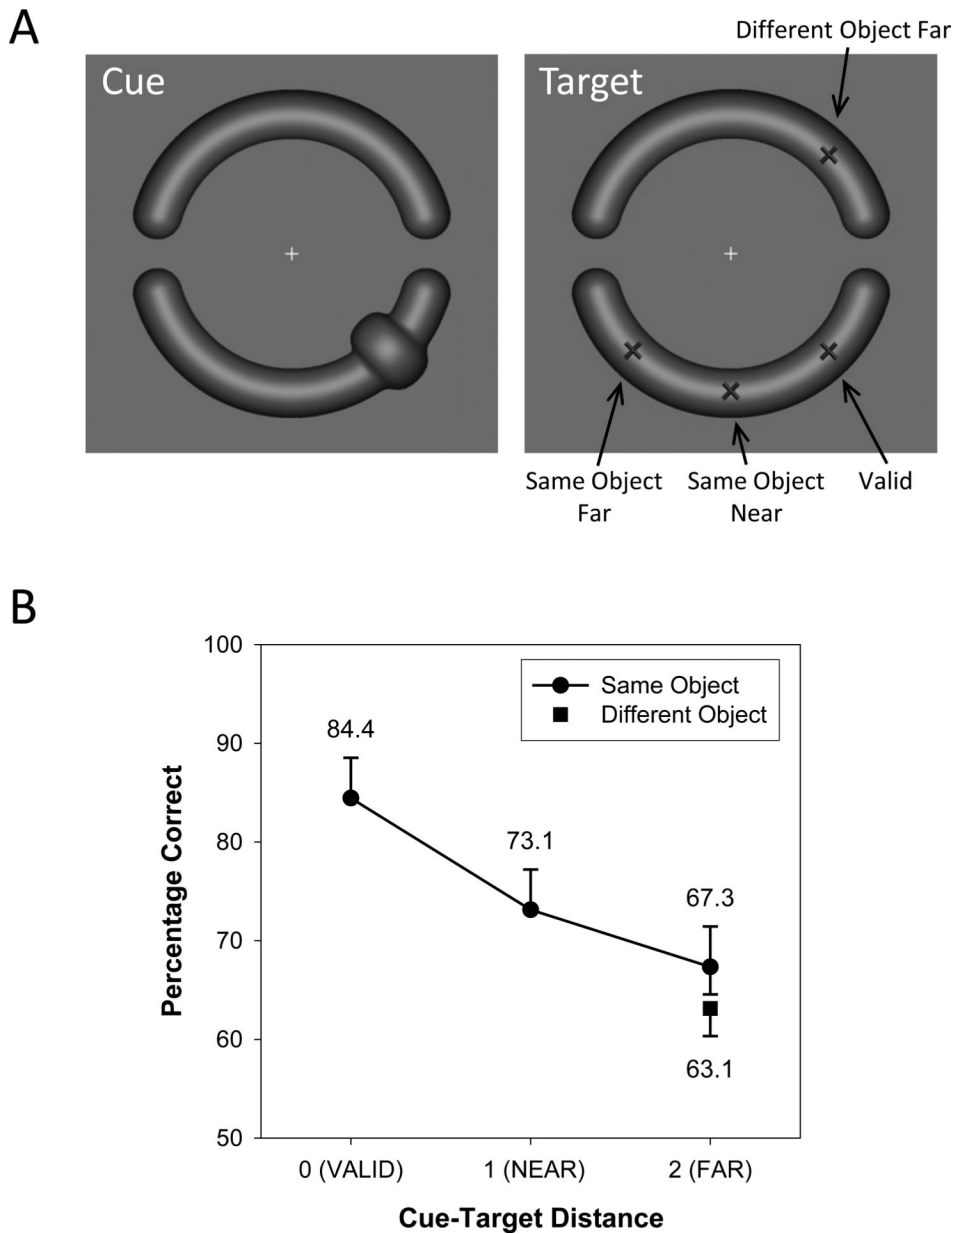 A
Different Object Far
Cue
Target
Same Object
Far
Same Object
Near
Valid
B
100
90
80
70
60
50
Percentage Correct
Same Object
Different Object
84.4
73.1
67.3
63.1
0 (VALID)
1 (NEAR)
2 (FAR)
Cue-Target Distance